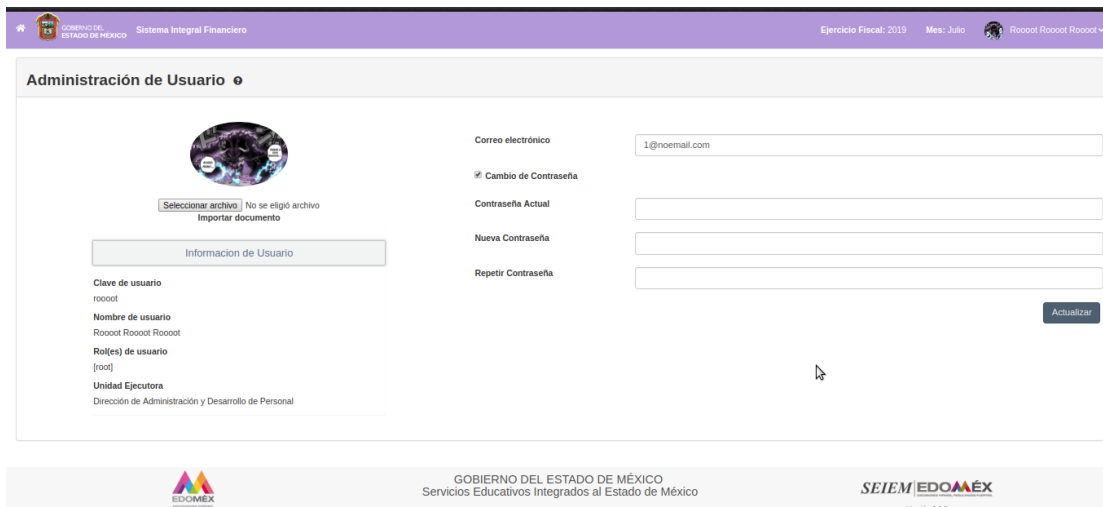 GOBIERNO DEL
ESTADO DE MÉXICO
Sistema Integral Financiero
Ejercicio Fiscal: 2019
Mes: Julio
Roooot Roooot Roooot
Administración de Usuario
Seleccionar archivo No se eligió archivo
Importar documento
Informacion de Usuario
Clave de usuario
roooot
Nombre de usuario
Roooot Roooot Roooot
Rol(es) de usuario
[root]
Unidad Ejecutora
Dirección de Administración y Desarrollo de Personal
Correo electrónico
1@noemail.com
Cambio de Contraseña
Contraseña Actual
Nueva Contraseña
Repetir Contraseña
Actualizar
EDOMÉX
GOBIERNO DEL ESTADO DE MÉXICO
Servicios Educativos Integrados al Estado de México
SEIEM EDOMÉX